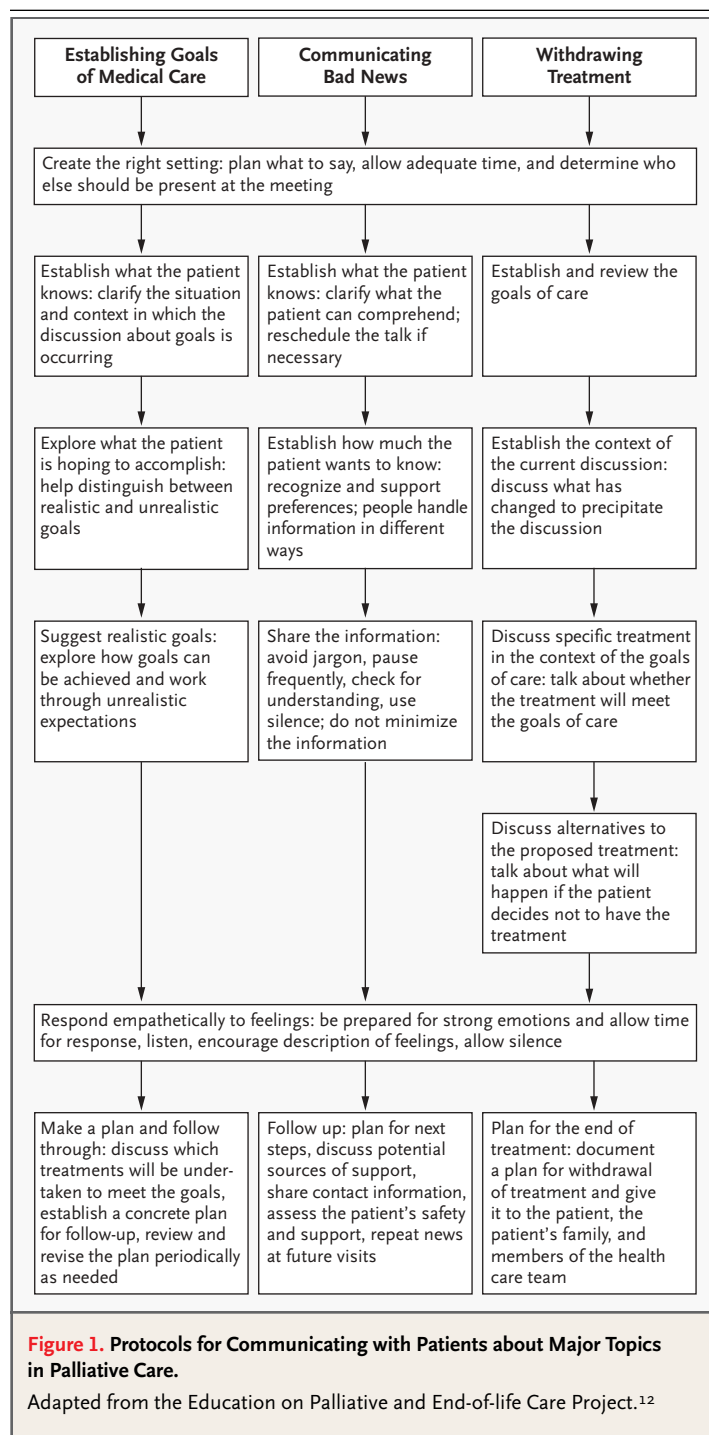 Establishing Goals
of Medical Care
Communicating
Bad News
Withdrawing
Treatment
Create the right setting: plan what to say, allow adequate time, and determine who
else should be present at the meeting
Establish what the patient
knows: clarify the situation
and context in which the
discussion about goals is
occurring
Establish what the patient
knows: clarify what the
patient can comprehend;
reschedule the talk if
necessary
Establish and review the
goals of care
Explore what the patient
is hoping to accomplish:
help distinguish between
realistic and unrealistic
goals
Establish how much the
patient wants to know:
recognize and support
preferences; people handle
information in different
ways
Establish the context of
the current discussion:
discuss what has
changed to precipitate
the discussion
Suggest realistic goals:
explore how goals can
be achieved and work
through unrealistic
expectations
Share the information:
avoid jargon, pause
frequently, check for
understanding, use
silence; do not minimize
the information
Discuss specific treatment
in the context of the goals
of care: talk about whether
the treatment will meet
the goals of care
Discuss alternatives to
the proposed treatment:
talk about what will
happen if the patient
decides not to have the
treatment
Respond empathetically to feelings: be prepared for strong emotions and allow time
for response, listen, encourage description of feelings, allow silence
Make a plan and follow
through: discuss which
treatments will be under-
taken to meet the goals,
establish a concrete plan
for follow-up, review and
revise the plan periodically
as needed
Follow up: plan for next
steps, discuss potential
sources of support,
share contact information,
assess the patient's safety
and support, repeat news
at future visits
Plan for the end of
treatment: document
a plan for withdrawal
of treatment and give
it to the patient, the
patient's family, and
members of the health
care team
Figure 1. Protocols for Communicating with Patients about Major Topics
in Palliative Care.
Adapted from the Education on Palliative and End-of-life Care Project.¹²